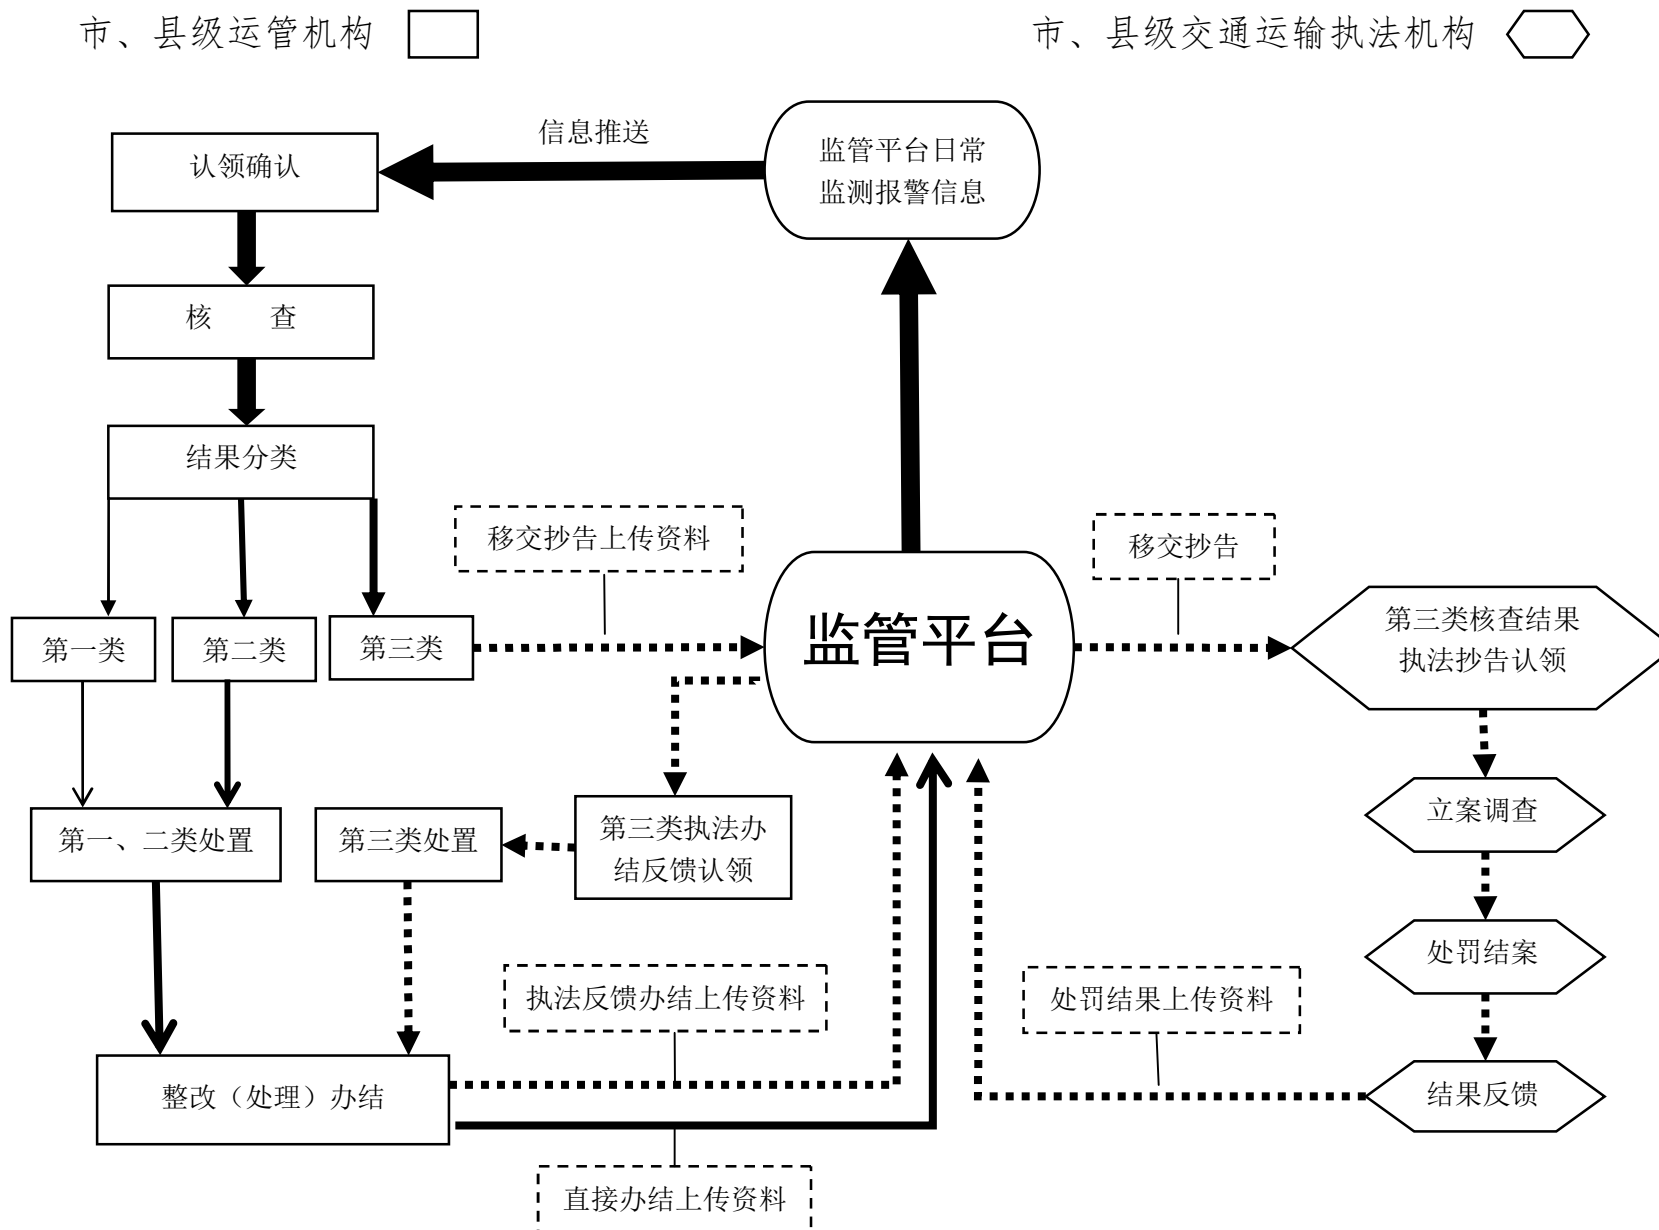 市、县级运管机构
市、县级交通运输执法机构
信息推送
监管平台日常
监测报警信息
认领确认
核 查
结果分类
移交抄告上传资料
移交抄告
第一类
第二类
第三类
监管平台
第三类核查结果
执法抄告认领
第一、二类处置
第三类处置
第三类执法办
结反馈认领
立案调查
处罚结案
执法反馈办结上传资料
处罚结果上传资料
整改（处理）办结
结果反馈
直接办结上传资料